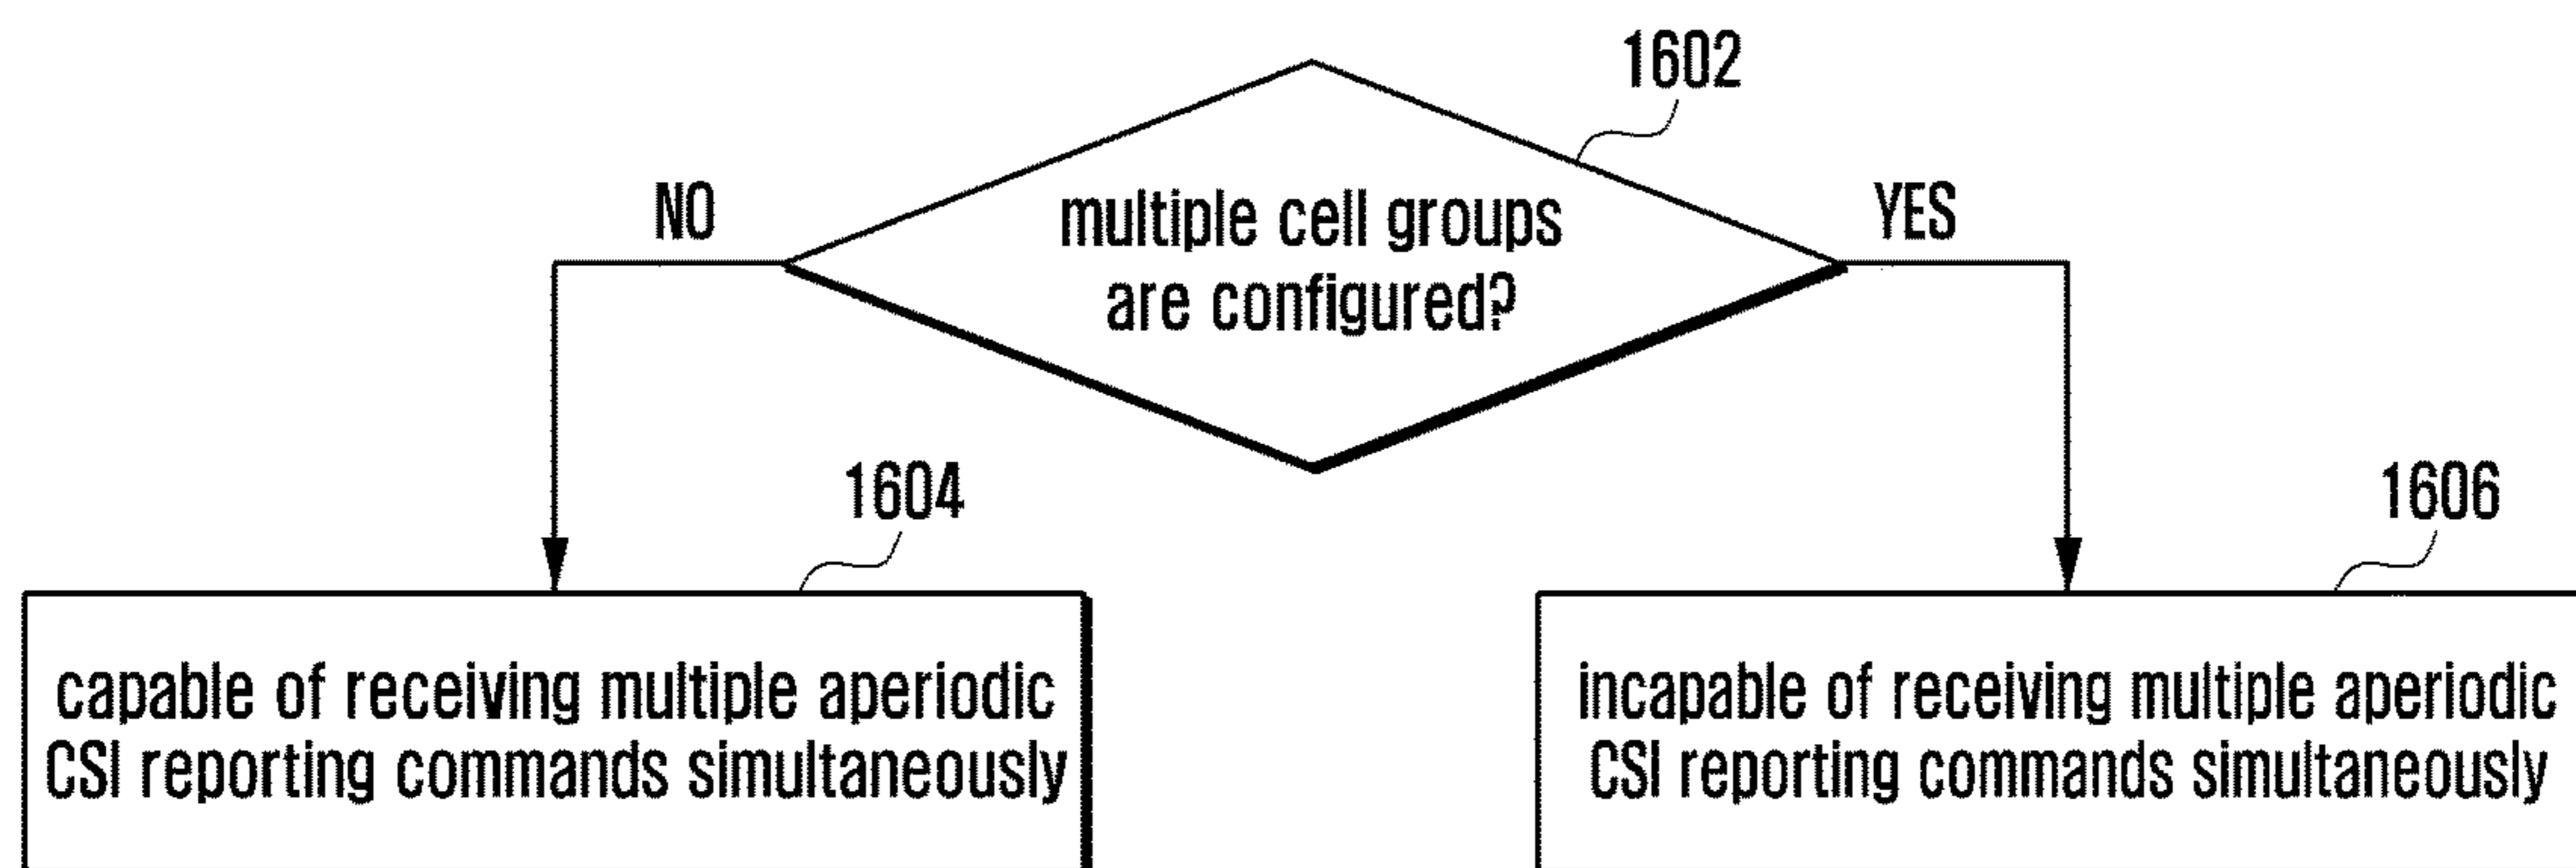 1602
NO
YES
multiple cell groups
are configured?
1604
1606
capable of receiving multiple aperiodic
CSI reporting commands simultaneously
incapable of receiving multiple aperiodic
CSI reporting commands simultaneously